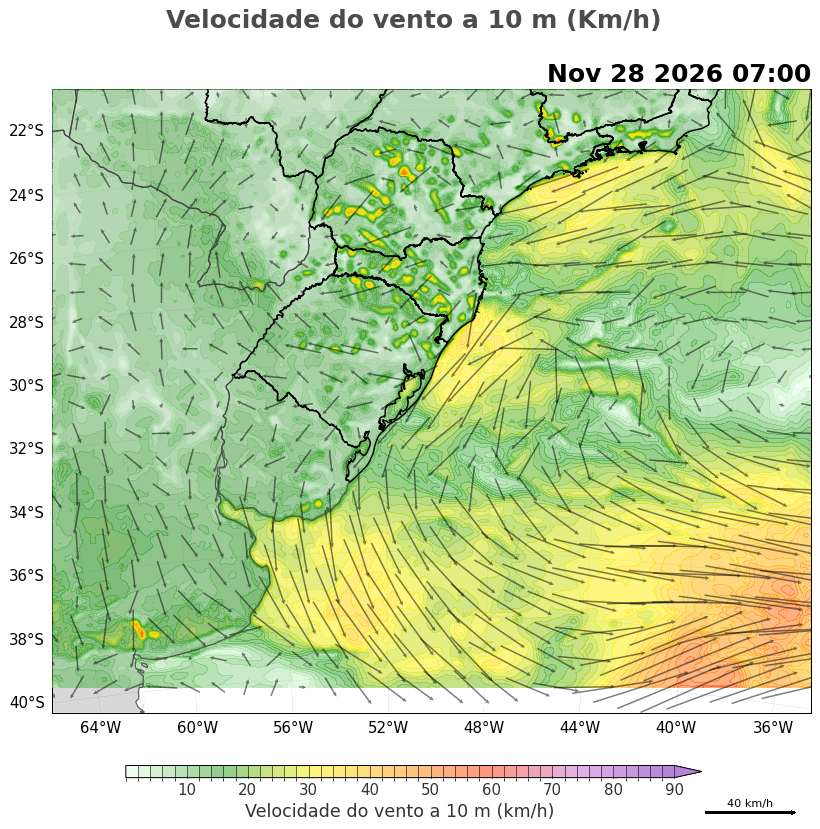 Velocidade do vento a 10 m (Km/h)
Nov 28 2026 07:00
22°S
24°S
26°S
28°S
30°S
32°S
34°S
36°S
38°S
40°S
64°W 60°W 56°W 52°W 48°W 44°W 40°W 36°W
10 20 30 40 50 60 70 80 90
Velocidade do vento a 10 m (km/h)
40 km/h